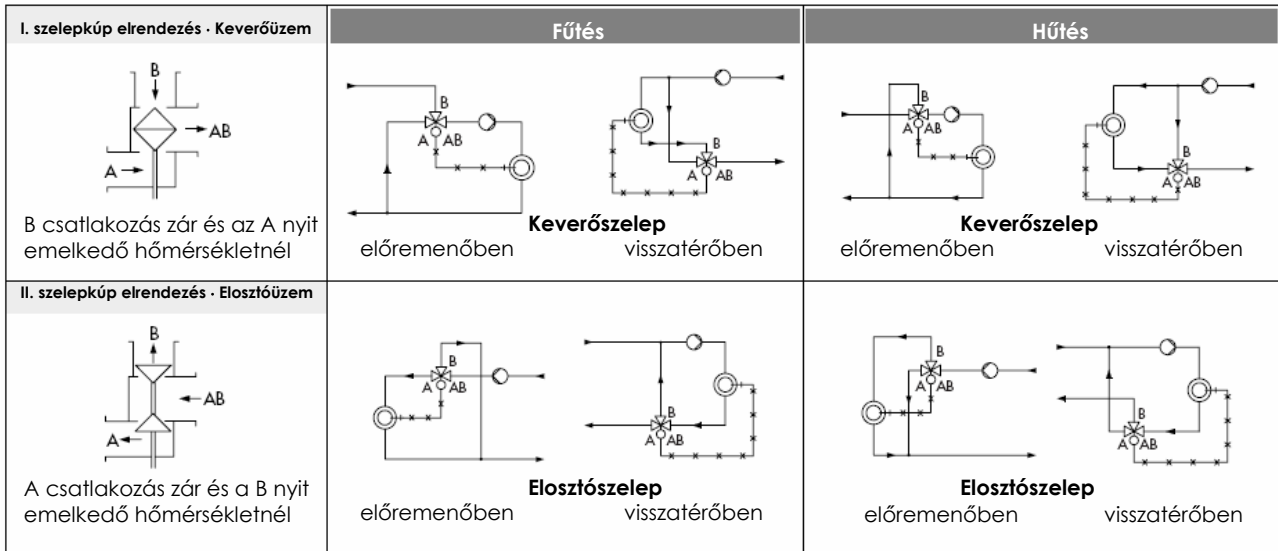 I. szelepkúp elrendezés · Keverőüzem
Fűtés
Hűtés
B
AB
A
B csatlakozás zár és az A nyit
emelkedő hőmérsékletnél
B
A
AB
B
A
AB
Keverőszelep
előremenőben
visszatérőben
B
A
AB
B
A
AB
Keverőszelep
előremenőben
visszatérőben
II. szelepkúp elrendezés · Elosztóüzem
B
AB
A
A csatlakozás zár és a B nyit
emelkedő hőmérsékletnél
B
A
AB
B
A
AB
Elosztószelep
előremenőben
visszatérőben
B
A
AB
B
A
AB
Elosztószelep
előremenőben
visszatérőben